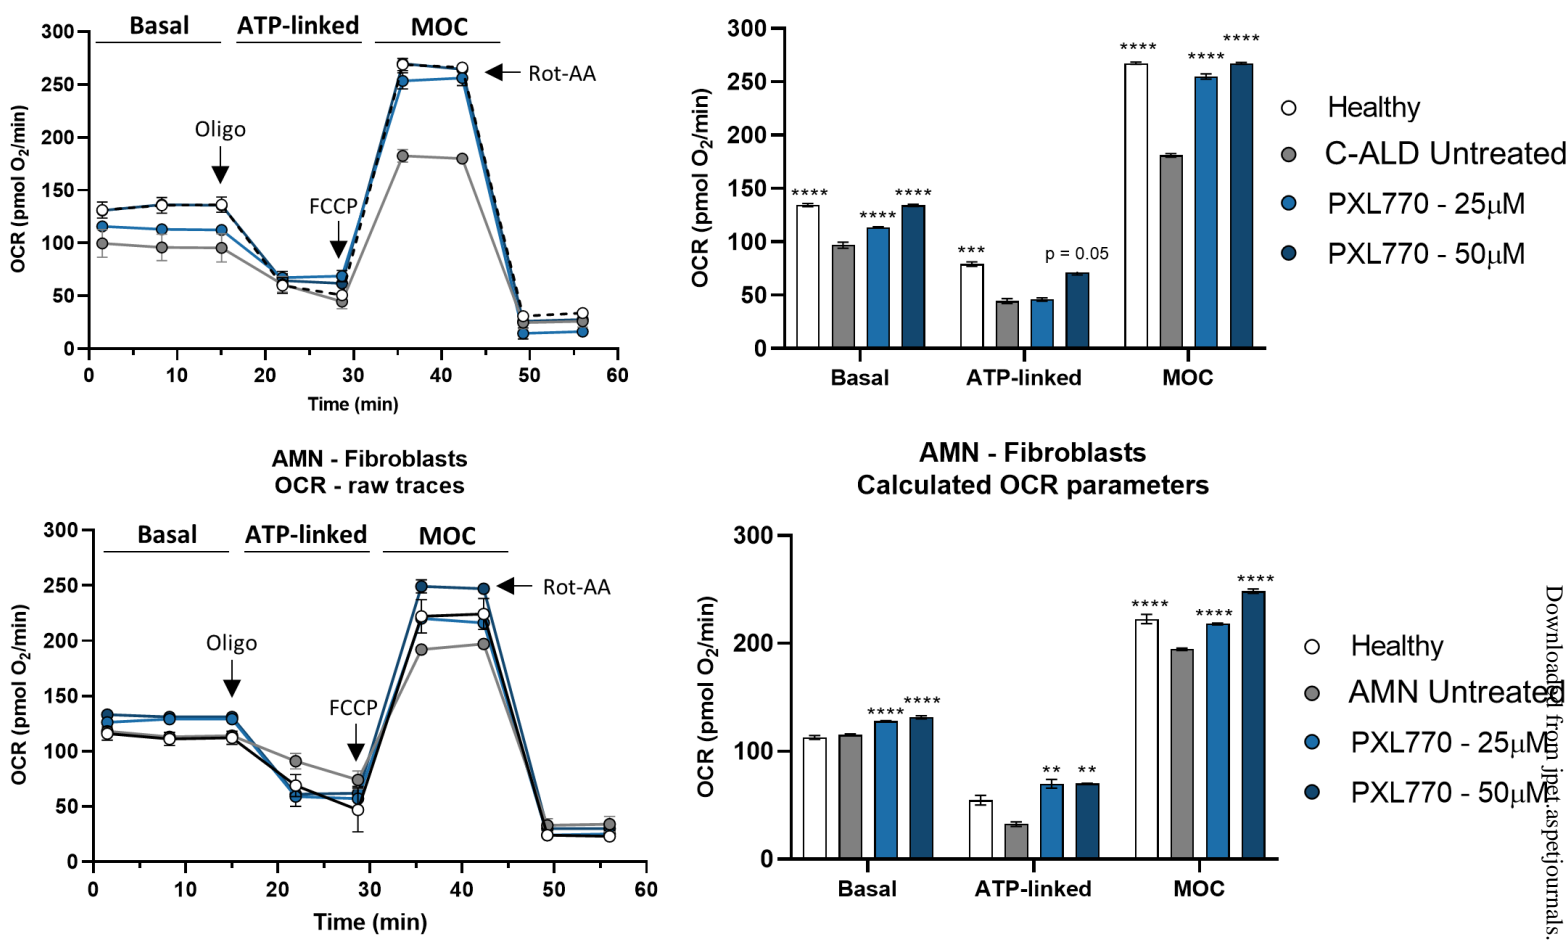 Basal ATP-linked MOC
300
250
200
150
100
50
0
OCR (pmol O2/min)
Oligo
FCCP
Rot-AA
0 10 20 30 40 50 60
Time (min)
300
250
200
150
100
50
0
OCR (pmol O2/min)
**** **** ****
*** p = 0.05
**** **** ****
Basal ATP-linked MOC
Healthy
C-ALD Untreated
PXL770 - 25μM
PXL770 - 50μM
AMN - Fibroblasts
OCR - raw traces
Basal ATP-linked MOC
300
250
200
150
100
50
0
OCR (pmol O2/min)
Oligo
FCCP
Rot-AA
0 10 20 30 40 50 60
Time (min)
AMN - Fibroblasts
Calculated OCR parameters
300
200
100
0
OCR (pmol O2/min)
**** ****
** **
**** **** ****
Basal ATP-linked MOC
Healthy
AMN Untreated
PXL770 - 25μM
PXL770 - 50μM
Downloaded from jpet.aspetjournals.